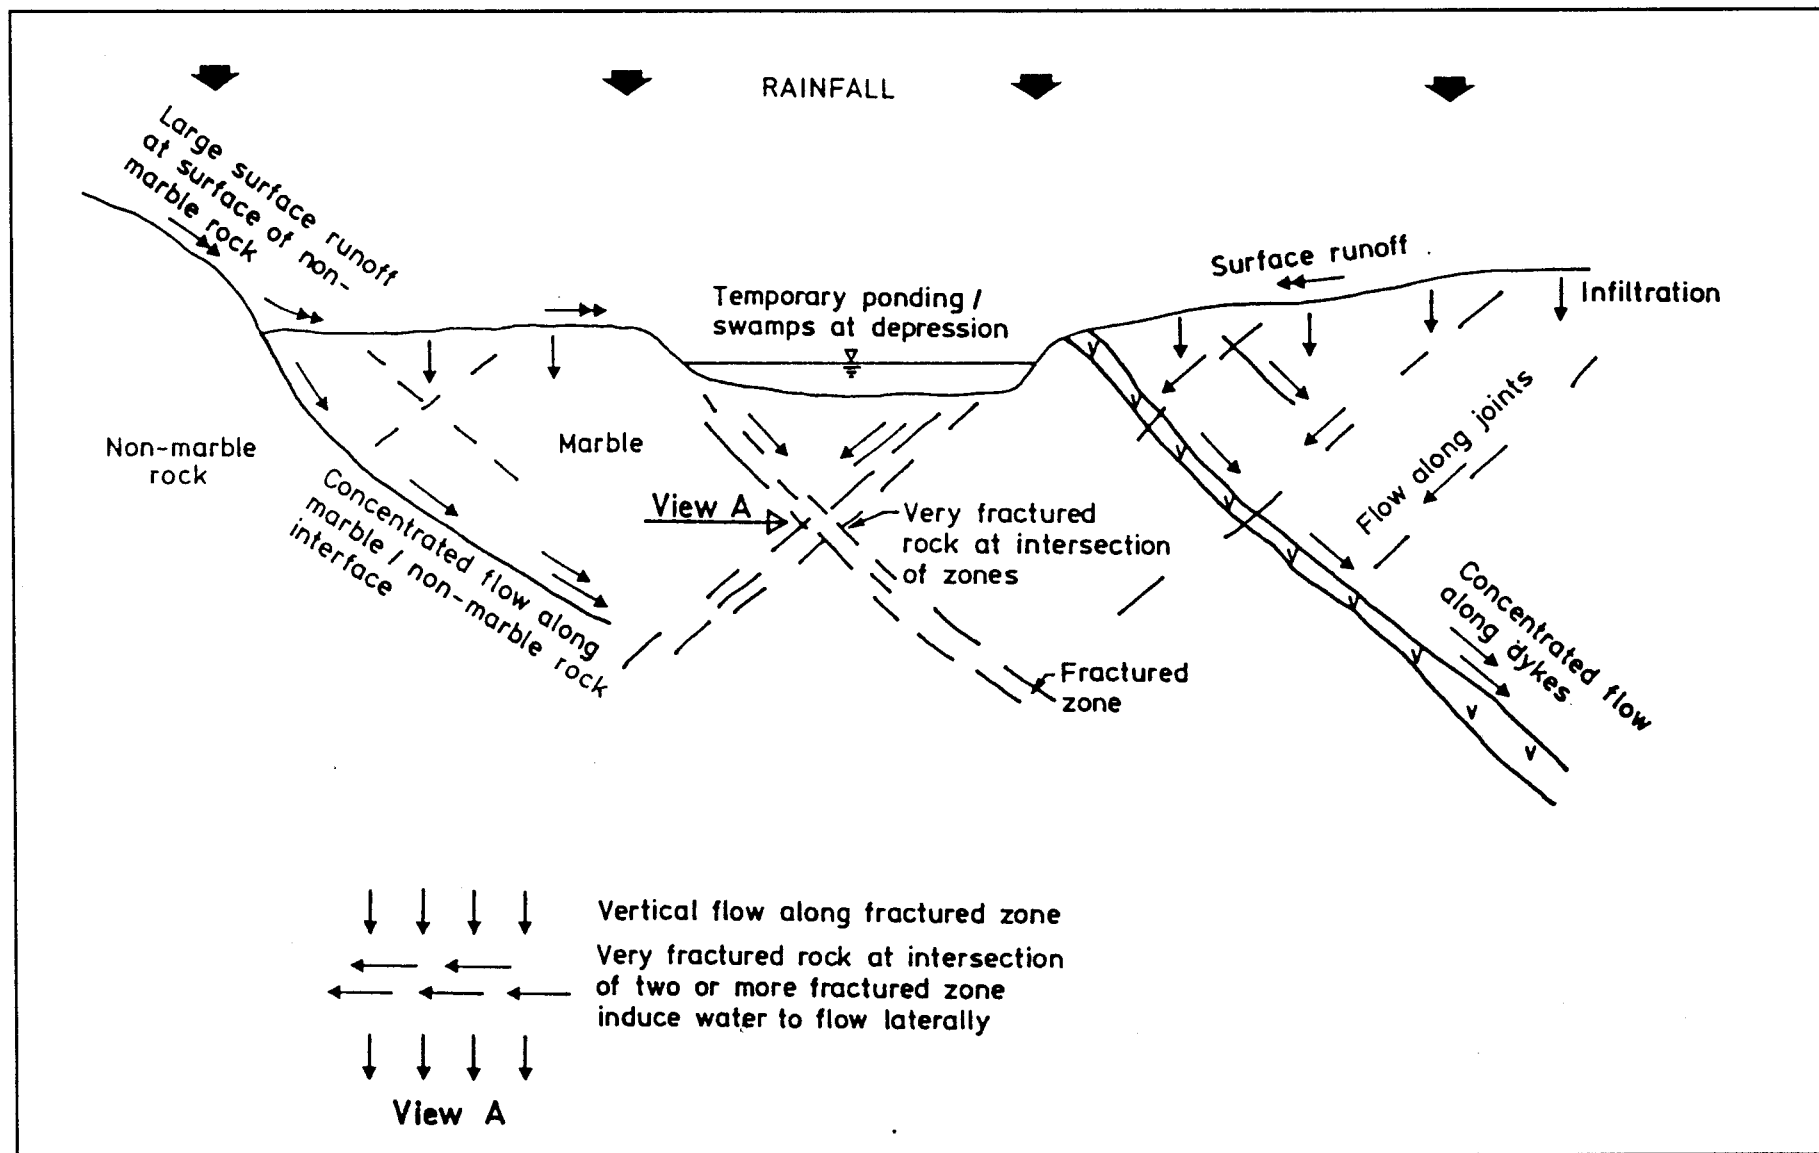 RAINFALL
Large surface runoff
at surface of non-
marble rock
Surface runoff
Infiltration
Temporary ponding /
swamps at depression
Non-marble
rock
Marble
Concentrated flow along
marble / non-marble rock
interface
View A
Very fractured
rock at intersection
of zones
Fractured
zone
Flow along joints
Concentrated flow
along dykes
Vertical flow along fractured zone
Very fractured rock at intersection
of two or more fractured zone
induce water to flow laterally
View A